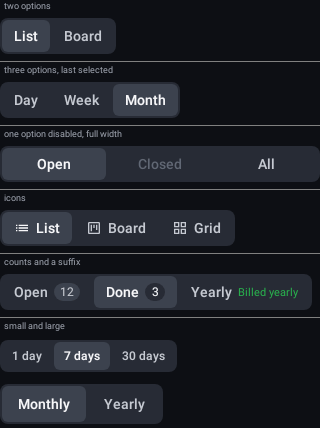 two options
List Board
three options, last selected
Day Week Month
one option disabled, full width
Open Closed All
icons
List Board Grid
counts and a suffix
Open 12 Done 3 Yearly Billed yearly
small and large
1 day 7 days 30 days
Monthly Yearly